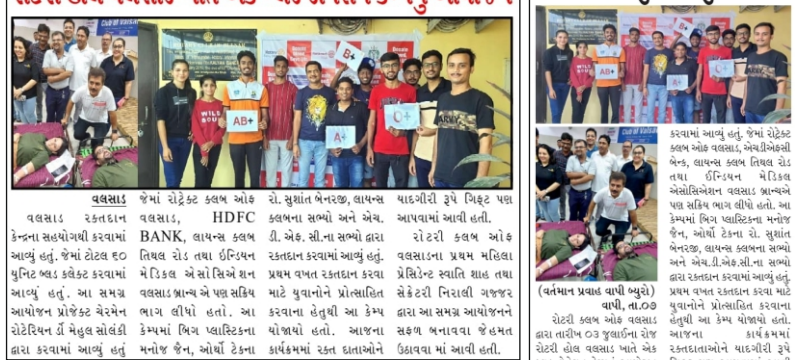 વલસાડ
વલસાડ રક્તદાન
કેન્દ્રના સહયોગથી કરવામાં
આવ્યું હતું. જેમાં ટોટલ ૬૦
યુનિટ બ્લડ કલેક્ટ કરવામાં
આવ્યું હતું. આ સમગ્ર
આયોજન પ્રોજેક્ટ ચેરમેન
રોટેરિયન ર્ડો મેહુલ સોલંકી
દ્વારા કરવામાં આવ્યું હતું
જેમાં રોટ્રેક્ટ ક્લબ ઓફ
વલસાડ, HDFC
BANK, લાયન્સ ક્લબ
તિથલ રોડ તથા ઇન્ડિયન
મેડિકલ એસોસિએશન
વલસાડ બ્રાન્ચ એ પણ સક્રિય
ભાગ લીધો હતો. આ
કેમ્પમાં બિગ પ્લાસ્ટિકના
મનોજ જૈન, ઓર્થો ટેકના
રો. સુશાંત બેનરજી, લાયન્સ
ક્લબના સભ્યો અને એચ.
ડી. એફ. સી.ના સભ્યો દ્વારા
રક્તદાન કરવામાં આવ્યું હતું.
પ્રથમ વખત રક્તદાન કરવા
માટે યુવાનોને પ્રોત્સાહિત
કરવાના હેતુથી આ કેમ્પ
યોજાયો હતો. આજના
કાર્યક્રમમાં રક્ત દાતાઓને
યાદગીરી રૂપે ગિફ્ટ પણ
આપવામાં આવી હતી.
રોટરી ક્લબ ઓફ
વલસાડના પ્રથમ મહિલા
પ્રેસિડેન્ટ સ્વાતિ શાહ તથા
સેક્રેટરી નિરાલી ગજ્જર
દ્વારા આ સમગ્ર આયોજનને
સફળ બનાવવા જેહમત
ઉઠાવવા માં આવી હતી.
B+
AB+
A+
O+
WILD
SOUL
ARMY
Club of Valsad
(વર્તમાન પ્રવાહ વાપી બ્યુરો)
વાપી, તા.૦૭
રોટરી ક્લબ ઓફ વલસાડ
દ્વારા તારીખ ૦૩ જુલાઈના રોજ
રોટરી હોલ વલસાડ ખાતે એક
કરવામાં આવ્યું હતું. જેમાં રોટ્રેક્ટ
ક્લબ ઓફ વલસાડ, એચડીએફસી
બેન્ક, લાયન્સ ક્લબ તિથલ રોડ
તથા ઇન્ડિયન મેડિકલ
એસોસિએશન વલસાડ બ્રાન્ચએ
પણ સક્રિય ભાગ લીધો હતો. આ
કેમ્પમાં બિગ પ્લાસ્ટિકના મનોજ
જૈન, ઓર્થો ટેકના રો. સુશાંત
બેનરજી, લાયન્સ ક્લબના સભ્યો
અને એચ.ડી.એફ.સી.ના સભ્યો
દ્વારા રક્તદાન કરવામાં આવ્યું હતું.
પ્રથમ વખત રક્તદાન કરવા માટે
યુવાનોને પ્રોત્સાહિત કરવાના
હેતુથી આ કેમ્પ યોજાયો હતો.
આજના કાર્યક્રમમાં
રક્તદાતાઓને યાદગીરી રૂપે